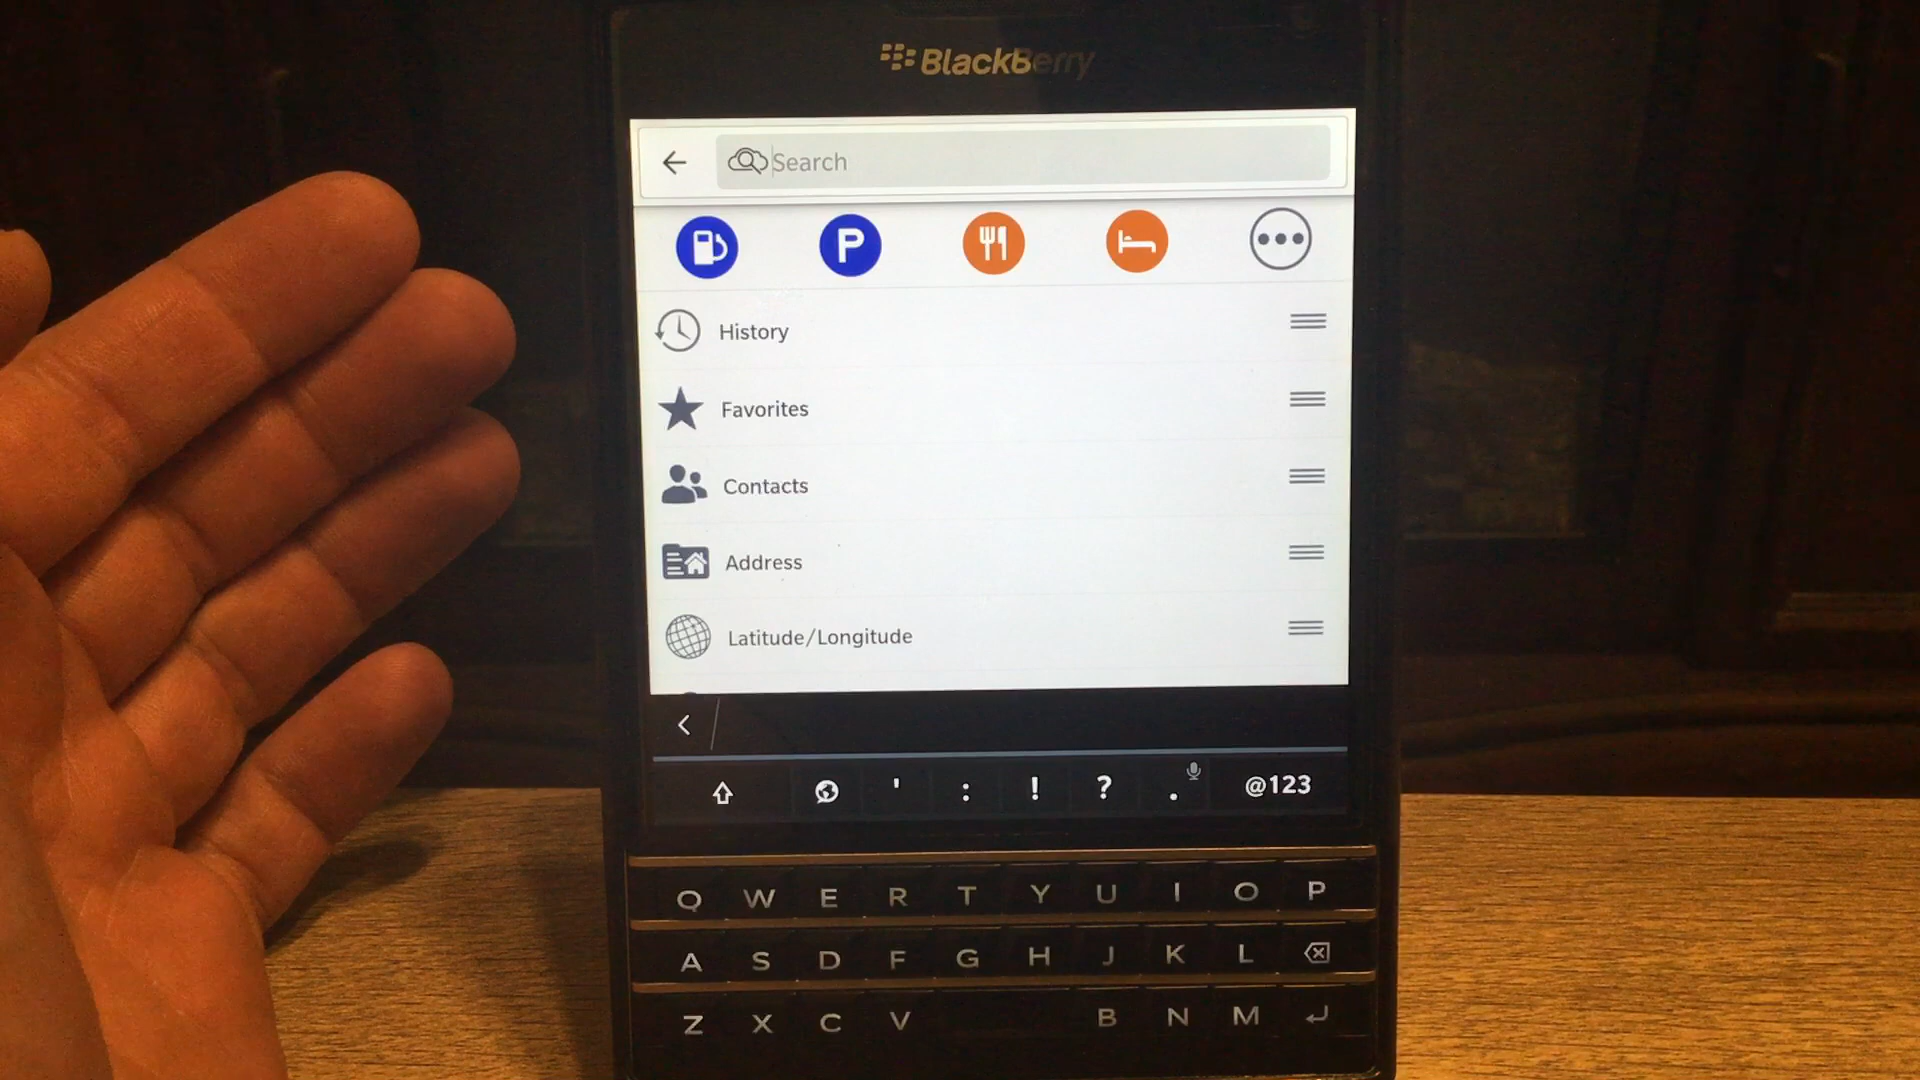 BlackBerry
Search
P
History
Favorites
Contacts
Address
Latitude/Longitude
' : ! ? . @123
Q W E R T Y U I O P
A S D F G H J K L
Z X C V B N M